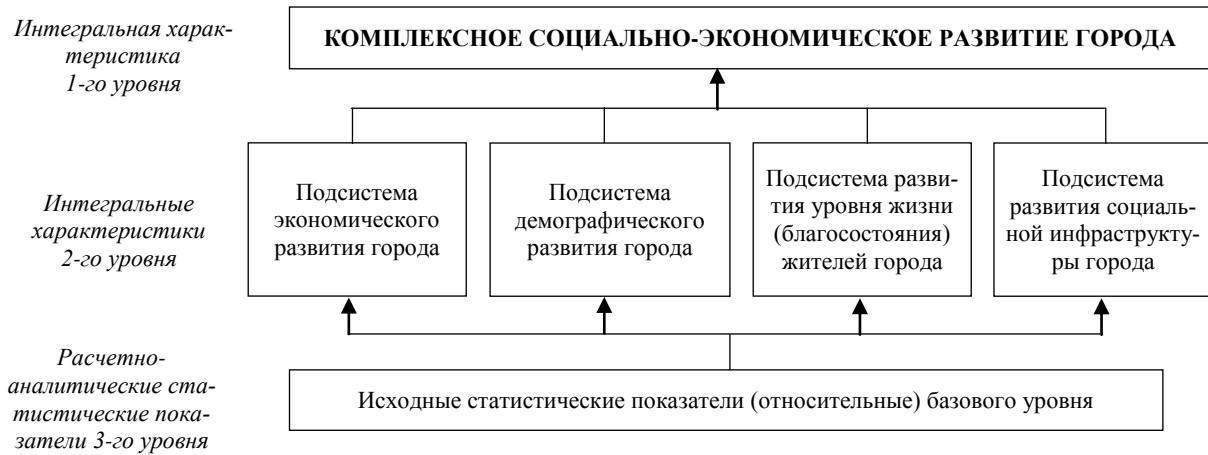 Интегральная харак-
теристика
1-го уровня
КОМПЛЕКСНОЕ СОЦИАЛЬНО-ЭКОНОМИЧЕСКОЕ РАЗВИТИЕ ГОРОДА
Интегральные
характеристики
2-го уровня
Подсистема
экономического
развития города
Подсистема
демографического
развития города
Подсистема разви-
тия уровня жизни
(благосостояния)
жителей города
Подсистема
развития социаль-
ной инфраструкту-
ры города
Расчетно-
аналитические ста-
тистические пока-
затели 3-го уровня
Исходные статистические показатели (относительные) базового уровня